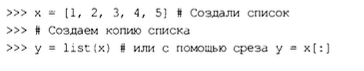 >>> x = [1, 2, 3, 4, 5] # Создали список
>>> # Создаем копию списка
>>> y = list(x) # или с помощью среза y = x[:]